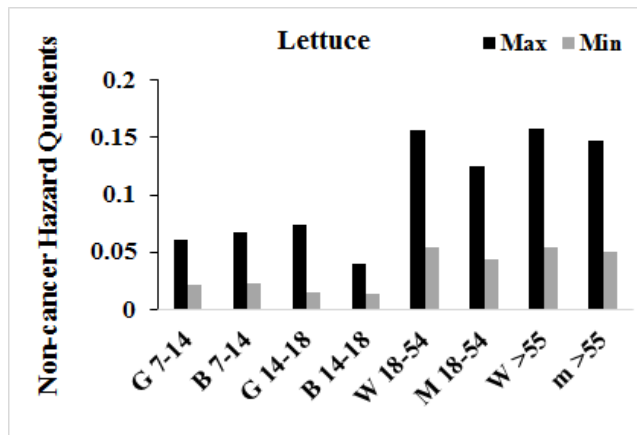 Lettuce
Max Min
Non-cancer Hazard Quotients
0.2
0.15
0.1
0.05
0
G 7-14
B 7-14
G 14-18
B 14-18
W 18-54
M 18-54
W >55
m >55